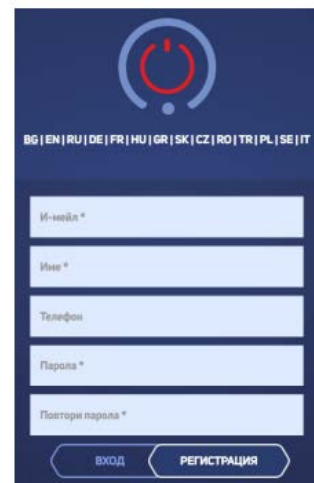 BG | EN | RU | DE | FR | HU | GR | SK | CZ | RO | TR | PL | SE | IT
И-мейл *
Име *
Телефон
Парола *
Повтори парола *
ВХОД РЕГИСТРАЦИЯ